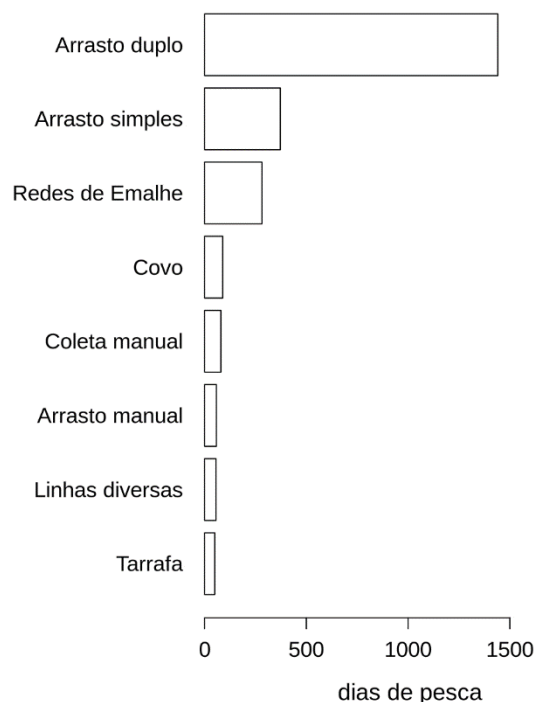 Arrasto duplo
Arrasto simples
Redes de Emalhe
Covo
Coleta manual
Arrasto manual
Linhas diversas
Tarrafa
0 500 1000 1500
dias de pesca